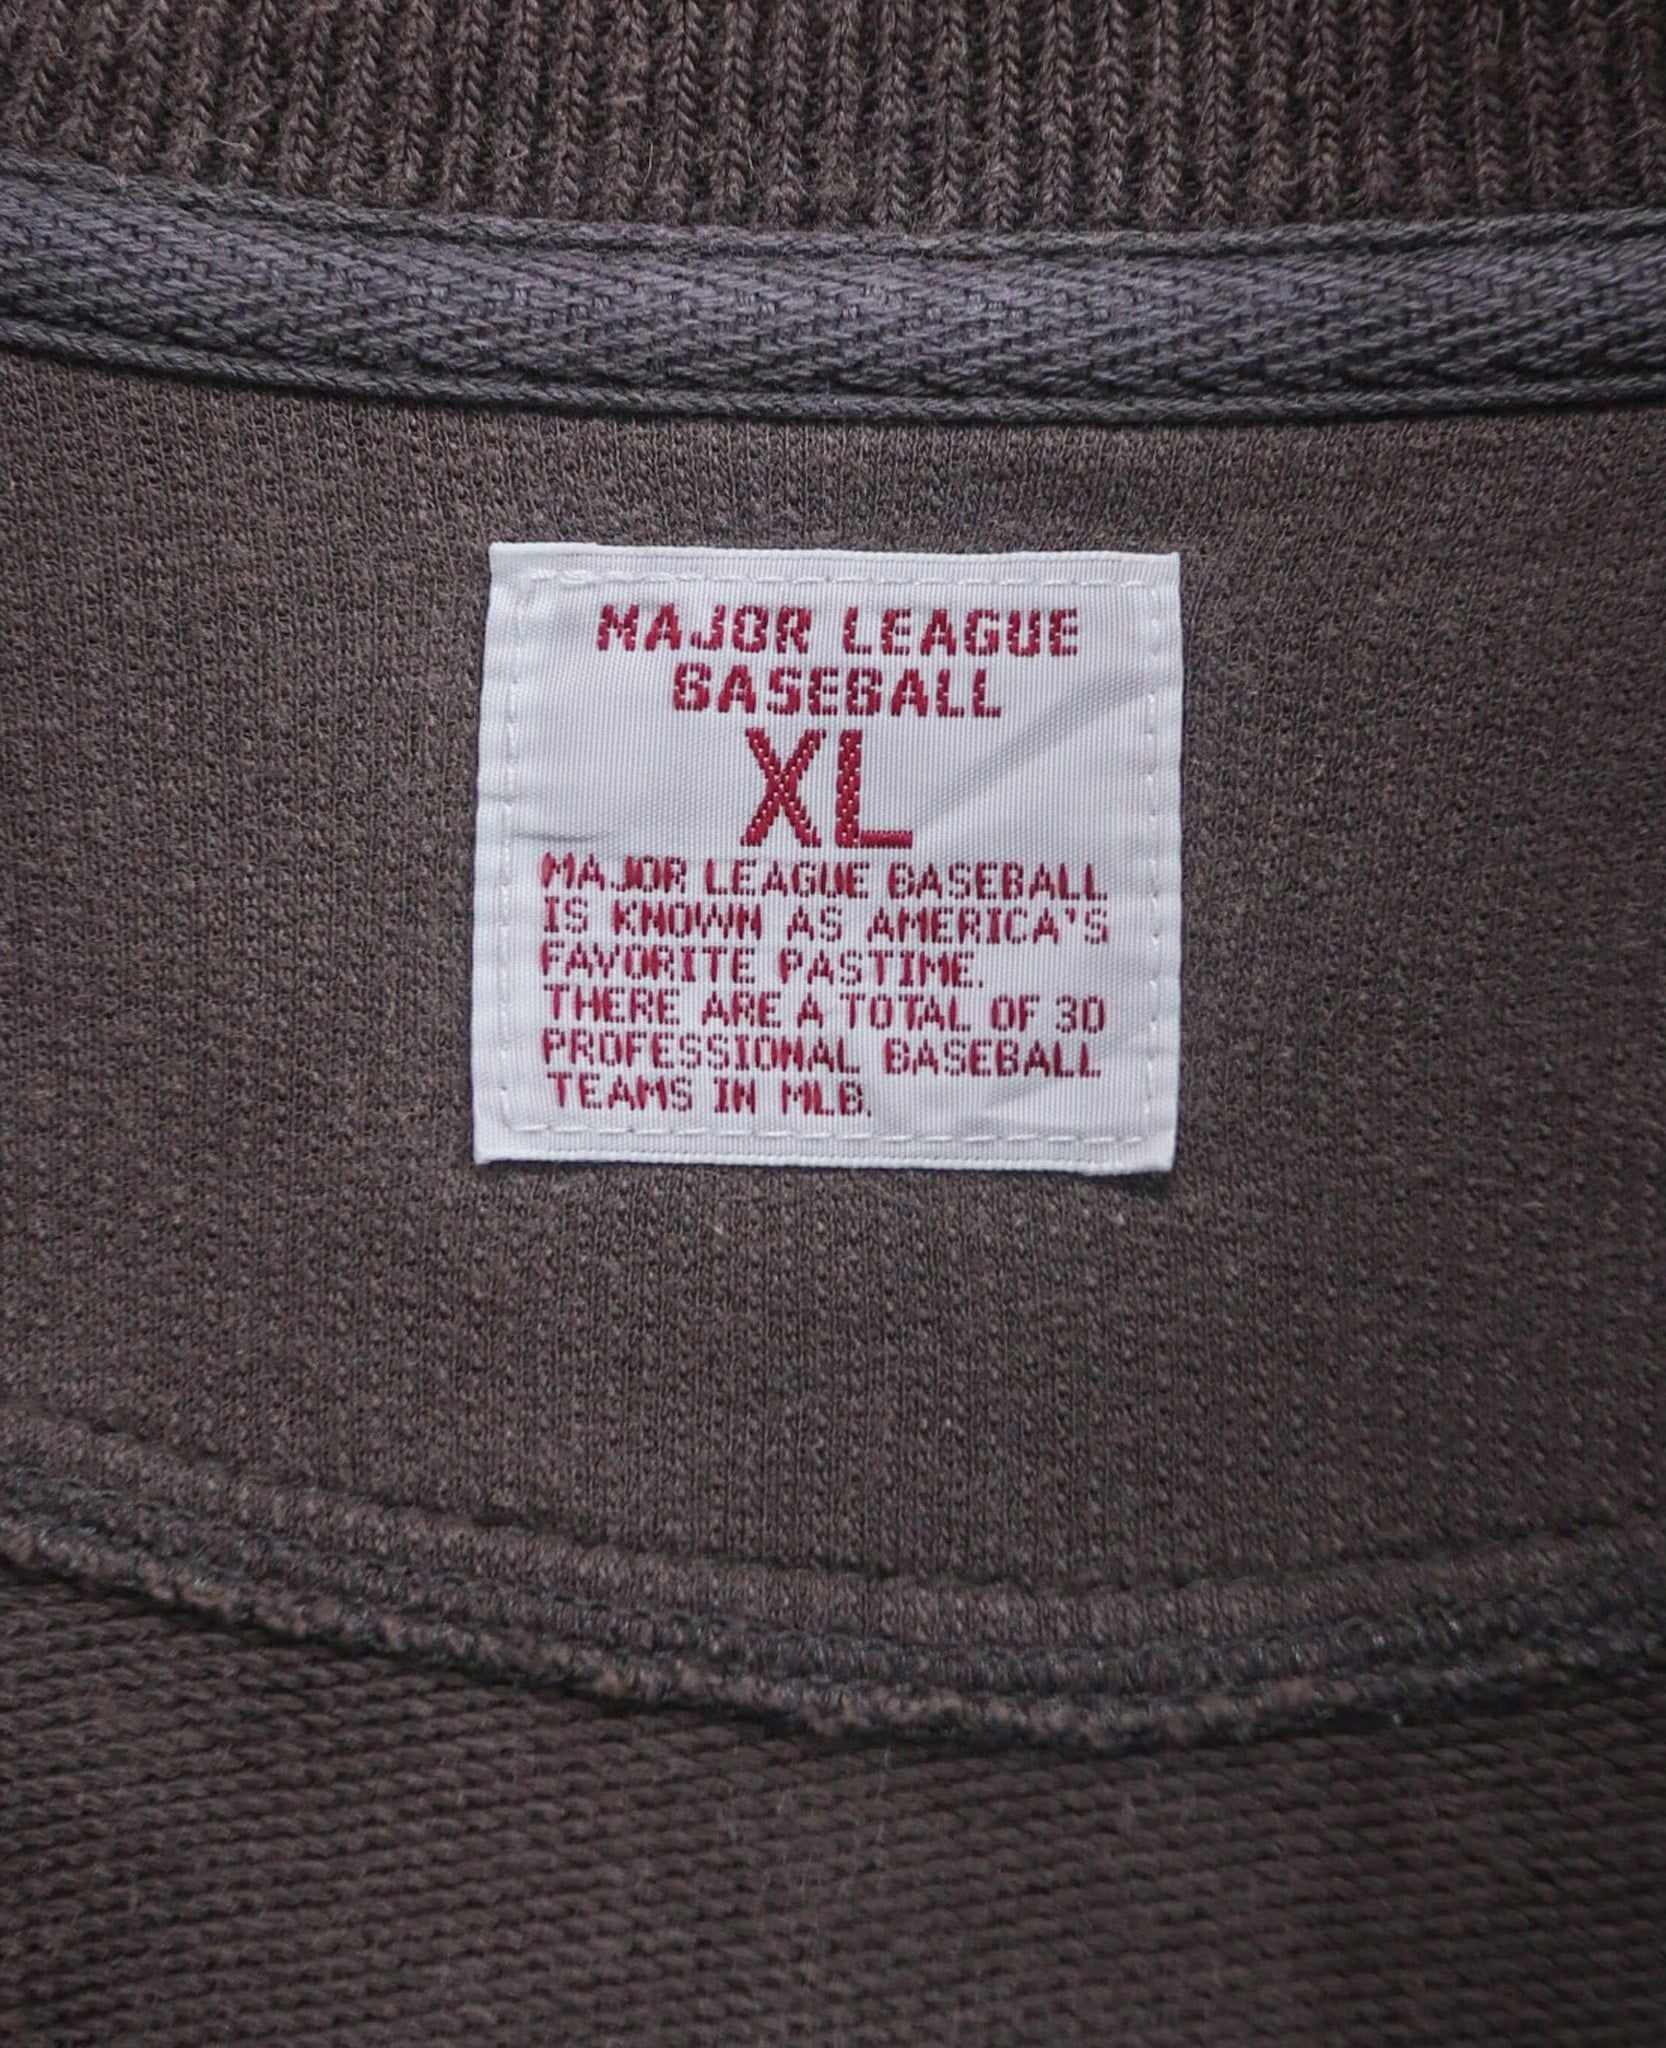 MAJOR LEAGUE
BASEBALL
XL
MAJOR LEAGUE BASEBALL
IS KNOWN AS AMERICA'S
FAVORITE PASTIME.
THERE ARE A TOTAL OF 30
PROFESSIONAL BASEBALL
TEAMS IN MLB.